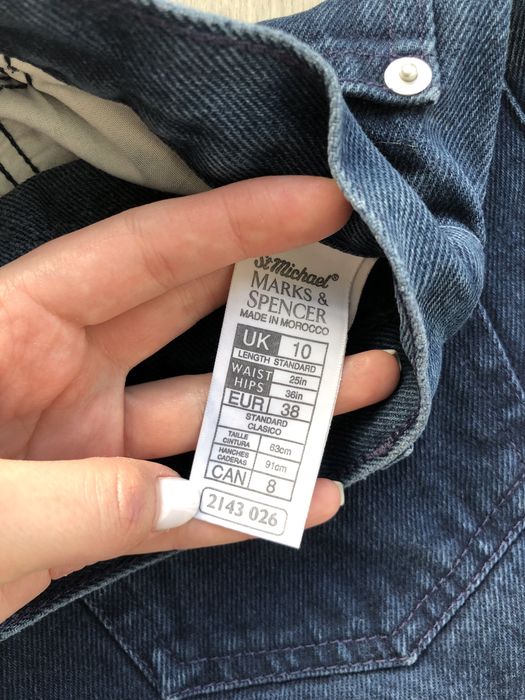 St Michael®
MARKS &
SPENCER
MADE IN MOROCCO
UK 10
LENGTH STANDARD
WAIST 25in
HIPS 36in
EUR 38
STANDARD
CLASICO
TAILLE
CINTURA 63cm
HANCHES
CADERAS 91cm
CAN 8
2143 026